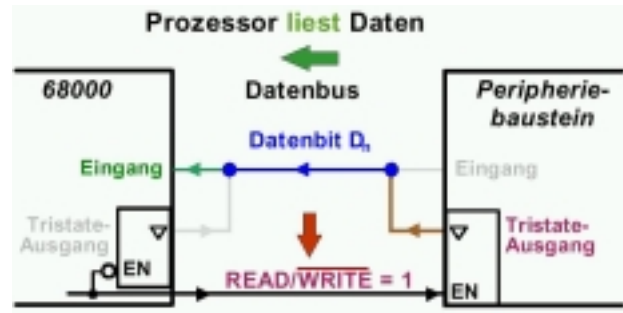 Prozessor liest Daten
68000
Datenbus
Peripherie-
baustein
Datenbit Dn
Eingang
Eingang
Tristate-
Ausgang
Tristate-
Ausgang
EN
READ/WRITE = 1
EN